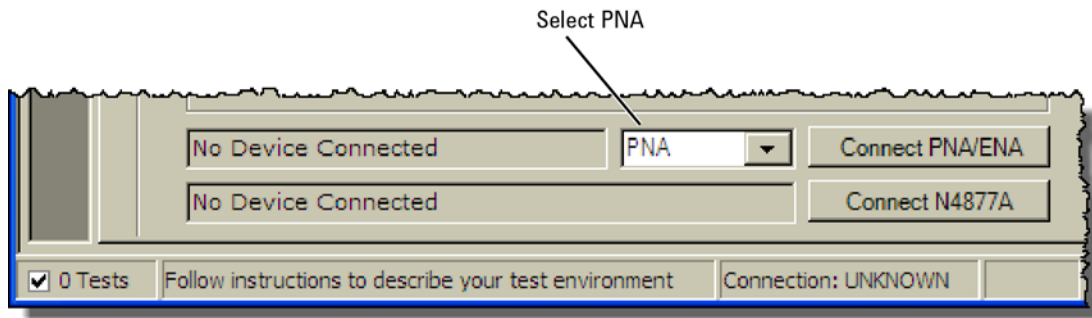 Select PNA
No Device Connected PNA Connect PNA/ENA
No Device Connected Connect N4877A
0 Tests Follow instructions to describe your test environment Connection: UNKNOWN